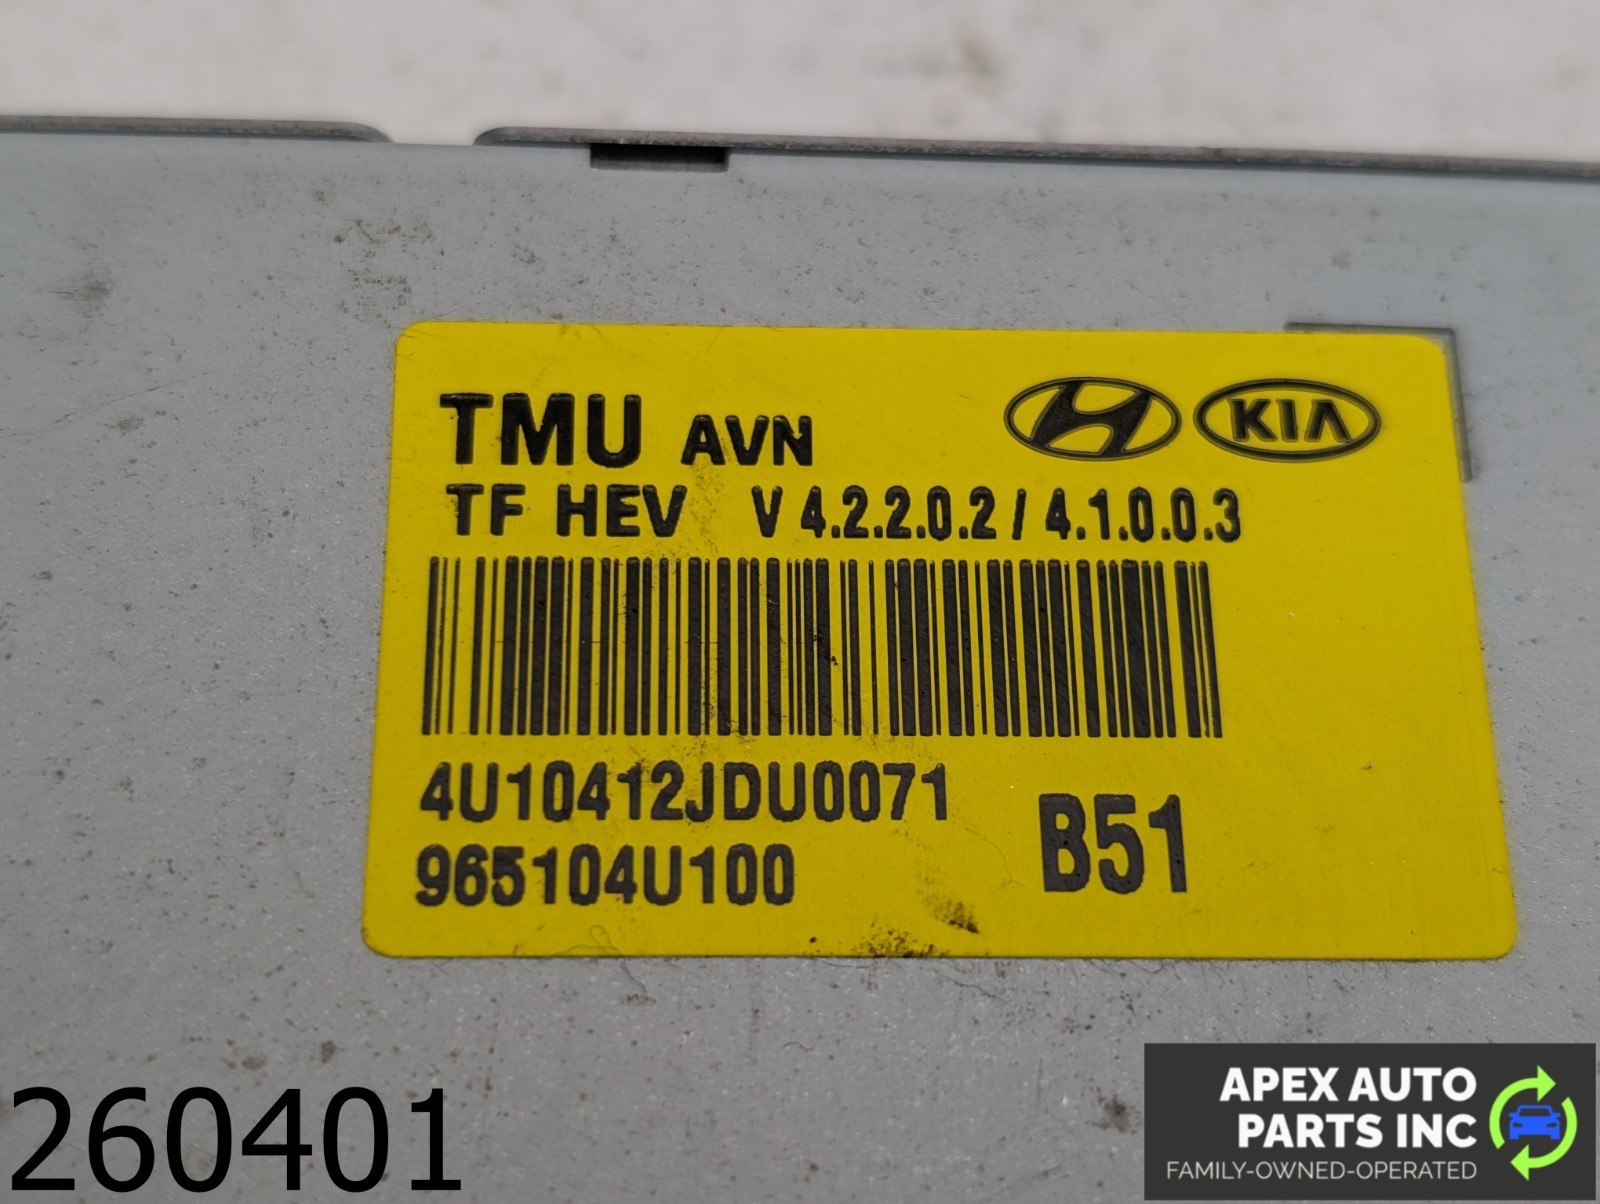 TMU AVN
KIA
TF HEV V 4.2.2.0.2 / 4.1.0.0.3
4U10412JDU0071
B51
965104U100
260401
APEX AUTO
PARTS INC
FAMILY-OWNED-OPERATED